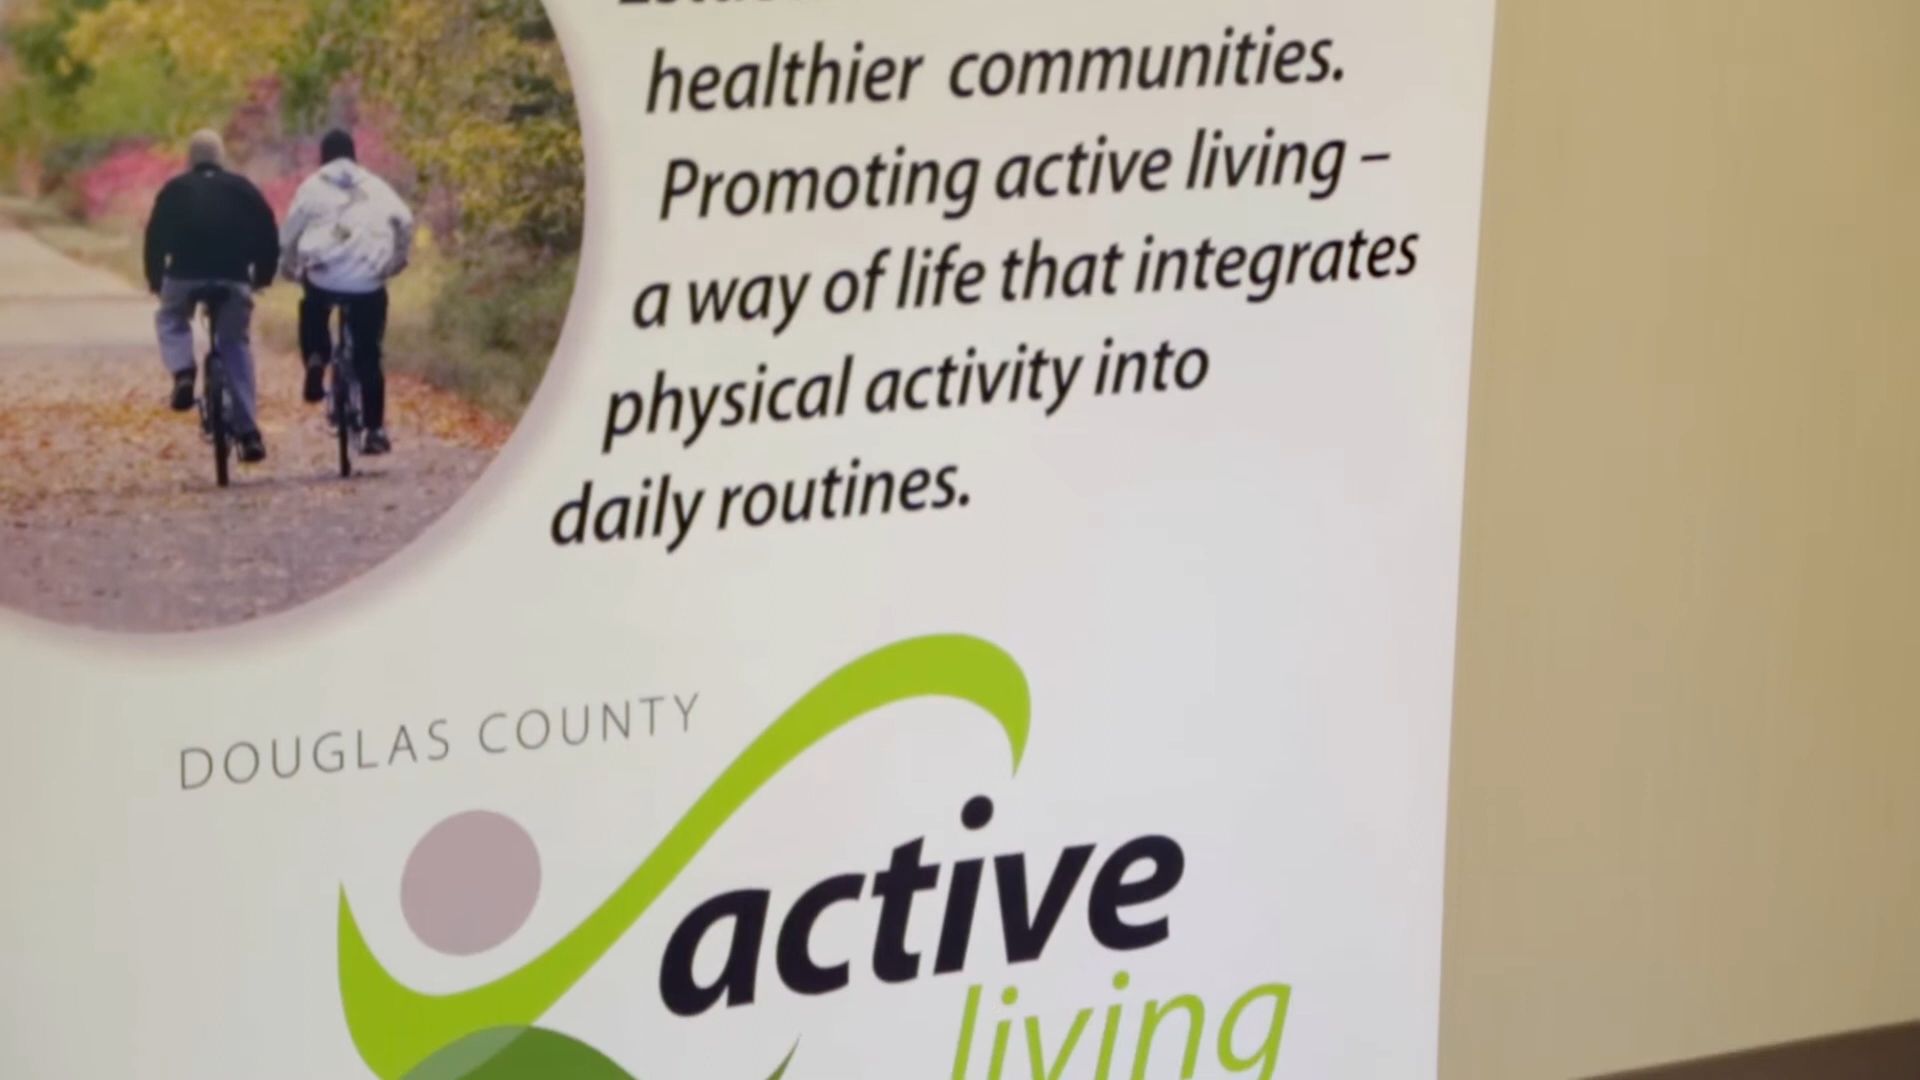 healthier communities.
Promoting active living –
a way of life that integrates
physical activity into
daily routines.
DOUGLAS COUNTY
active
living